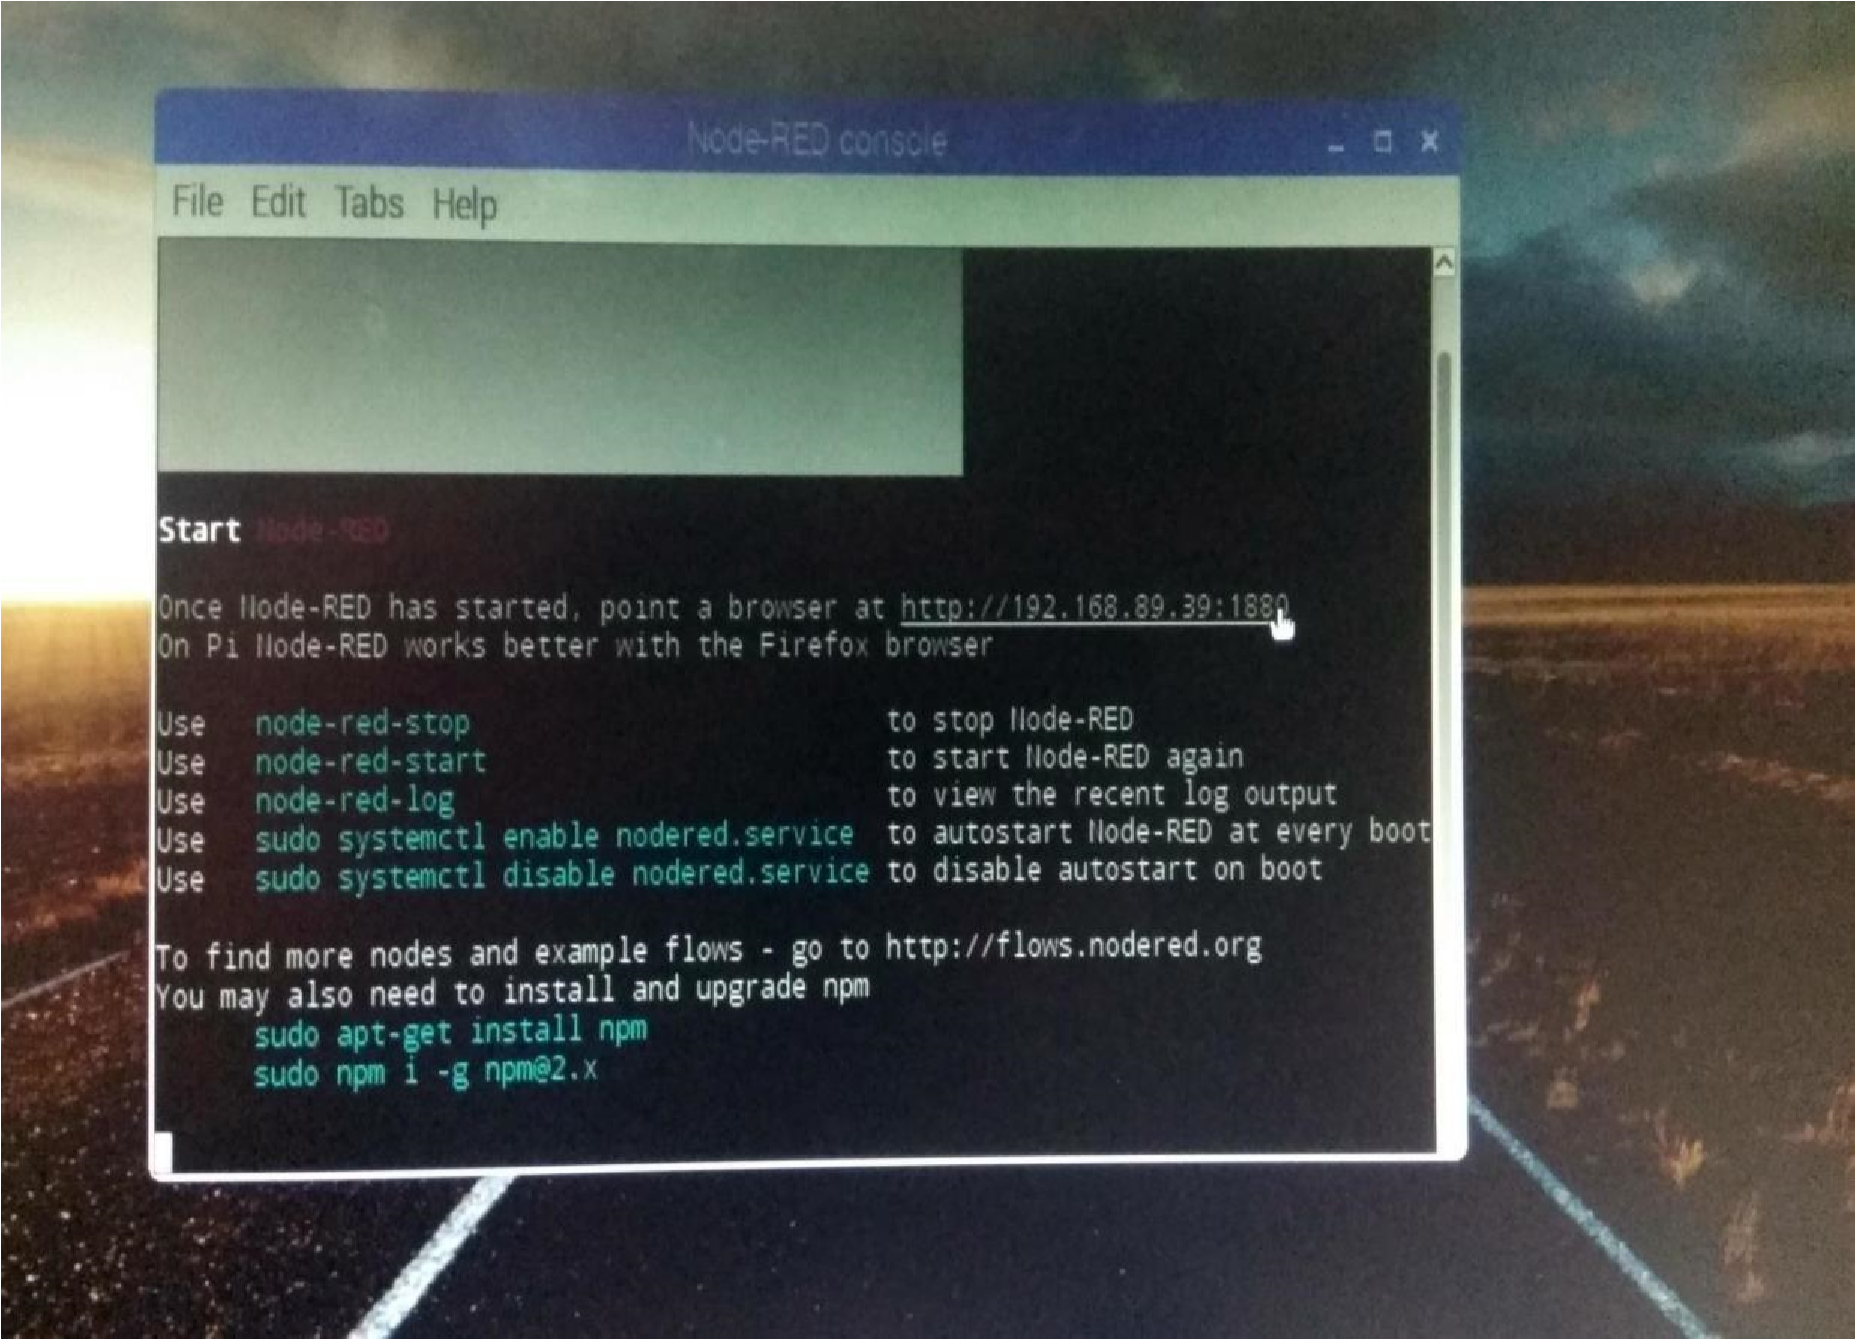 Node-RED console
File Edit Tabs Help
Start Node-RED
Once Node-RED has started, point a browser at http://192.168.89.39:1880
On Pi Node-RED works better with the Firefox browser
Use node-red-stop to stop Node-RED
Use node-red-start to start Node-RED again
Use node-red-log to view the recent log output
Use sudo systemctl enable nodered.service to autostart Node-RED at every boot
Use sudo systemctl disable nodered.service to disable autostart on boot
To find more nodes and example flows - go to http://flows.nodered.org
You may also need to install and upgrade npm
sudo apt-get install npm
sudo npm i -g npm@2.x